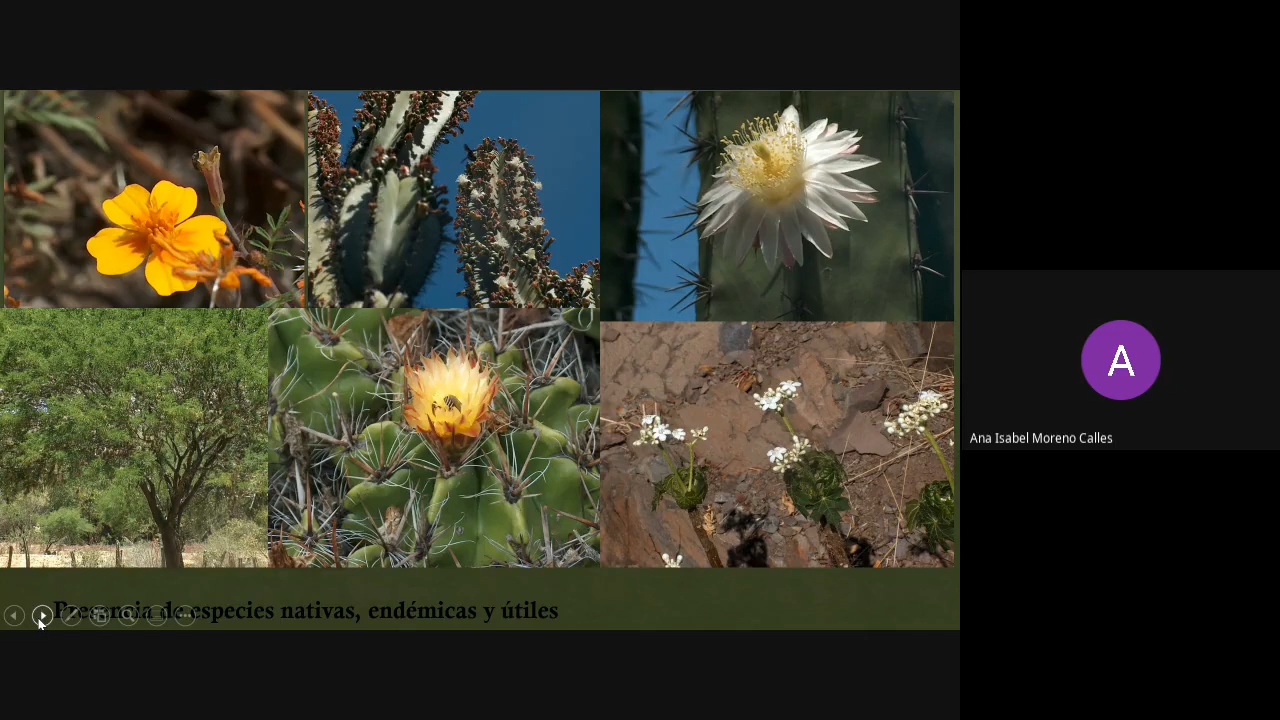 A
Ana Isabel Moreno Calles
Presencia de especies nativas, endémicas y útiles